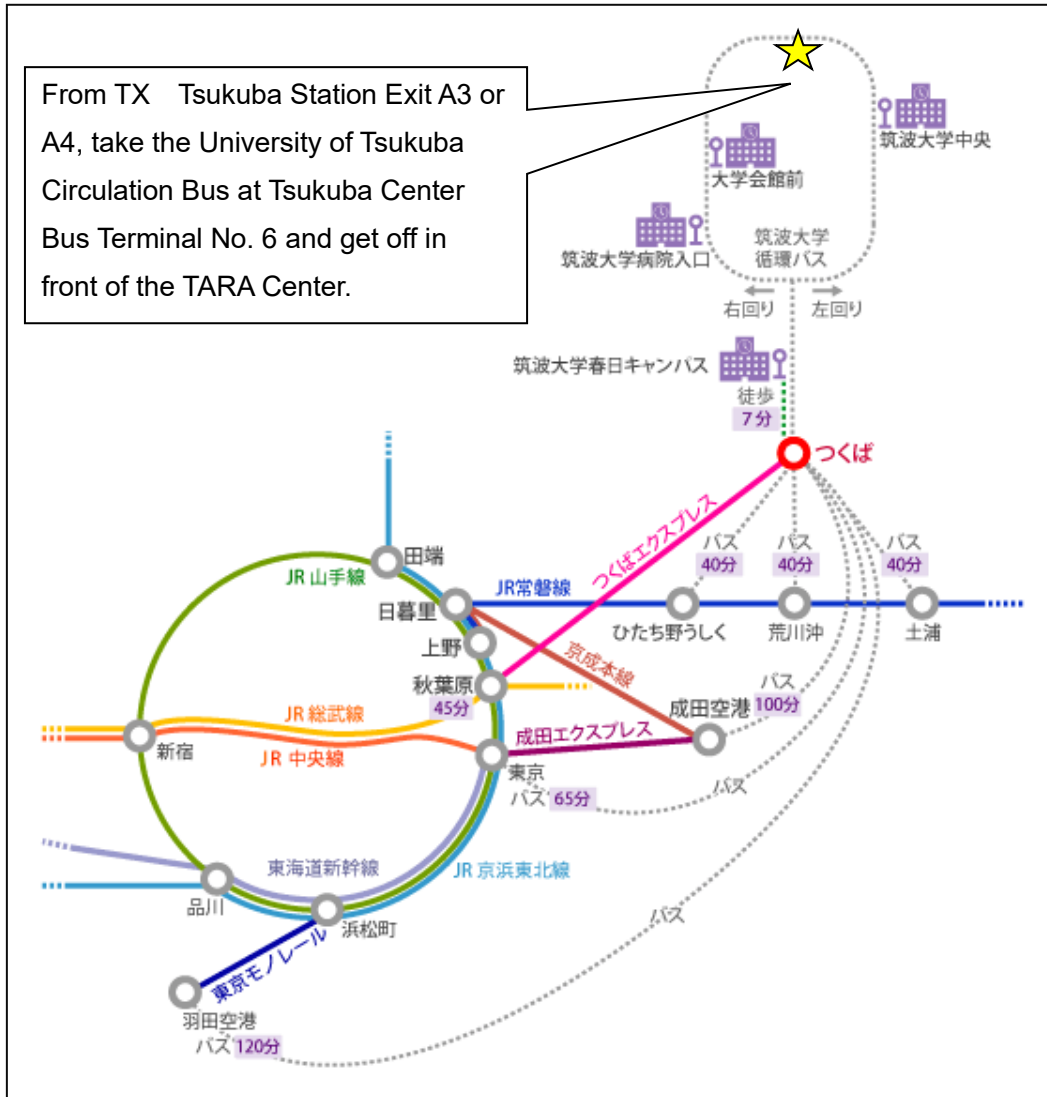 From TX Tsukuba Station Exit A3 or
A4, take the University of Tsukuba
Circulation Bus at Tsukuba Center
Bus Terminal No. 6 and get off in
front of the TARA Center.
筑波大学中央
大学会館前
筑波大学病院入口
筑波大学
循環バス
右回り
左回り
筑波大学春日キャンパス
徒歩
7分
つくば
つくばエクスプレス
バス
40分
バス
40分
バス
40分
田端
JR 山手線
日暮里
JR常磐線
ひたち野うしく
荒川沖
土浦
上野
京成本線
秋葉原
45分
バス
100分
成田空港
JR 総武線
成田エクスプレス
新宿
JR 中央線
東京
バス 65分
バス
東海道新幹線
JR 京浜東北線
品川
浜松町
バス
東京モノレール
羽田空港
バス 120分